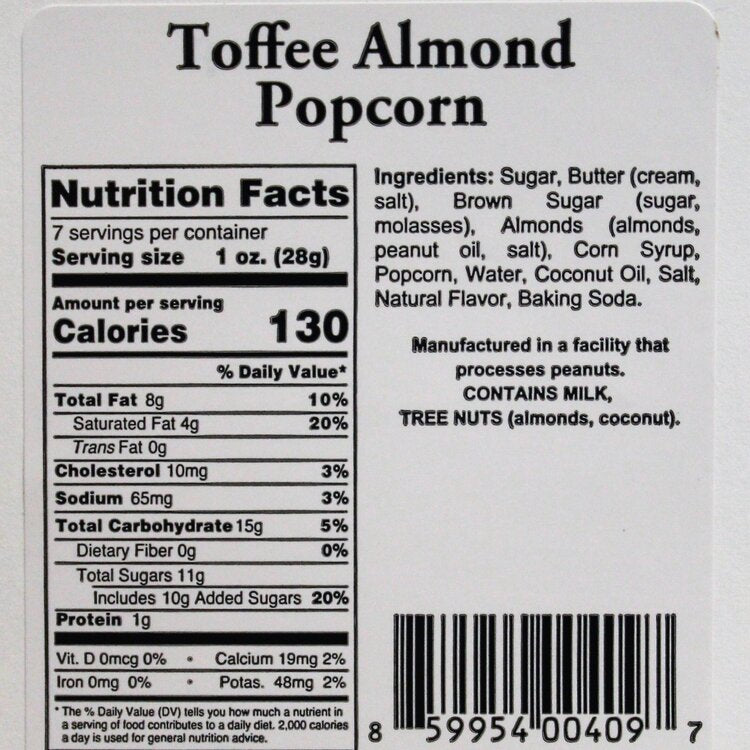 Toffee Almond
Popcorn
Nutrition Facts
7 servings per container
Serving size 1 oz. (28g)
Amount per serving
Calories 130
% Daily Value*
Total Fat 8g 10%
Saturated Fat 4g 20%
Trans Fat 0g
Cholesterol 10mg 3%
Sodium 65mg 3%
Total Carbohydrate 15g 5%
Dietary Fiber 0g 0%
Total Sugars 11g
Includes 10g Added Sugars 20%
Protein 1g
Vit. D 0mcg 0% • Calcium 19mg 2%
Iron 0mg 0% • Potas. 48mg 2%
* The % Daily Value (DV) tells you how much a nutrient in
a serving of food contributes to a daily diet. 2,000 calories
a day is used for general nutrition advice.
Ingredients: Sugar, Butter (cream,
salt), Brown Sugar (sugar,
molasses), Almonds (almonds,
peanut oil, salt), Corn Syrup,
Popcorn, Water, Coconut Oil, Salt,
Natural Flavor, Baking Soda.
Manufactured in a facility that
processes peanuts.
CONTAINS MILK,
TREE NUTS (almonds, coconut).
8 59954 00409 7